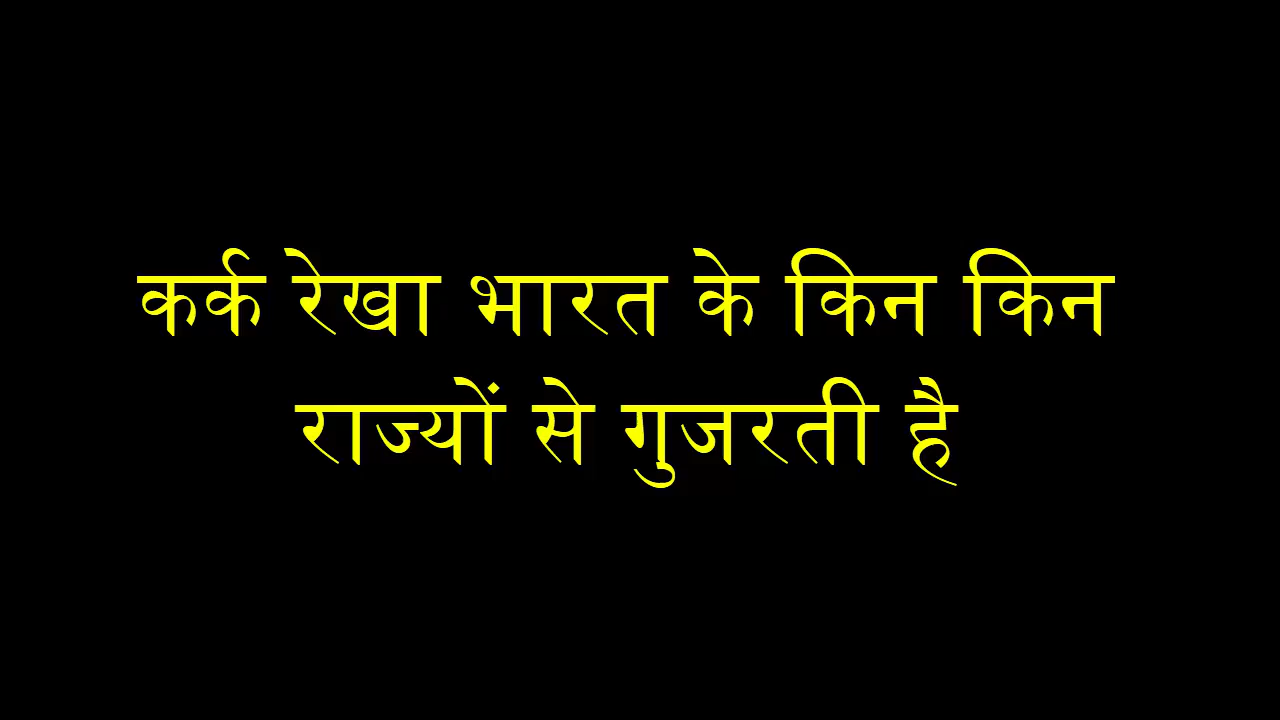 कर्क रेखा भारत के किन किन
राज्यों से गुजरती है